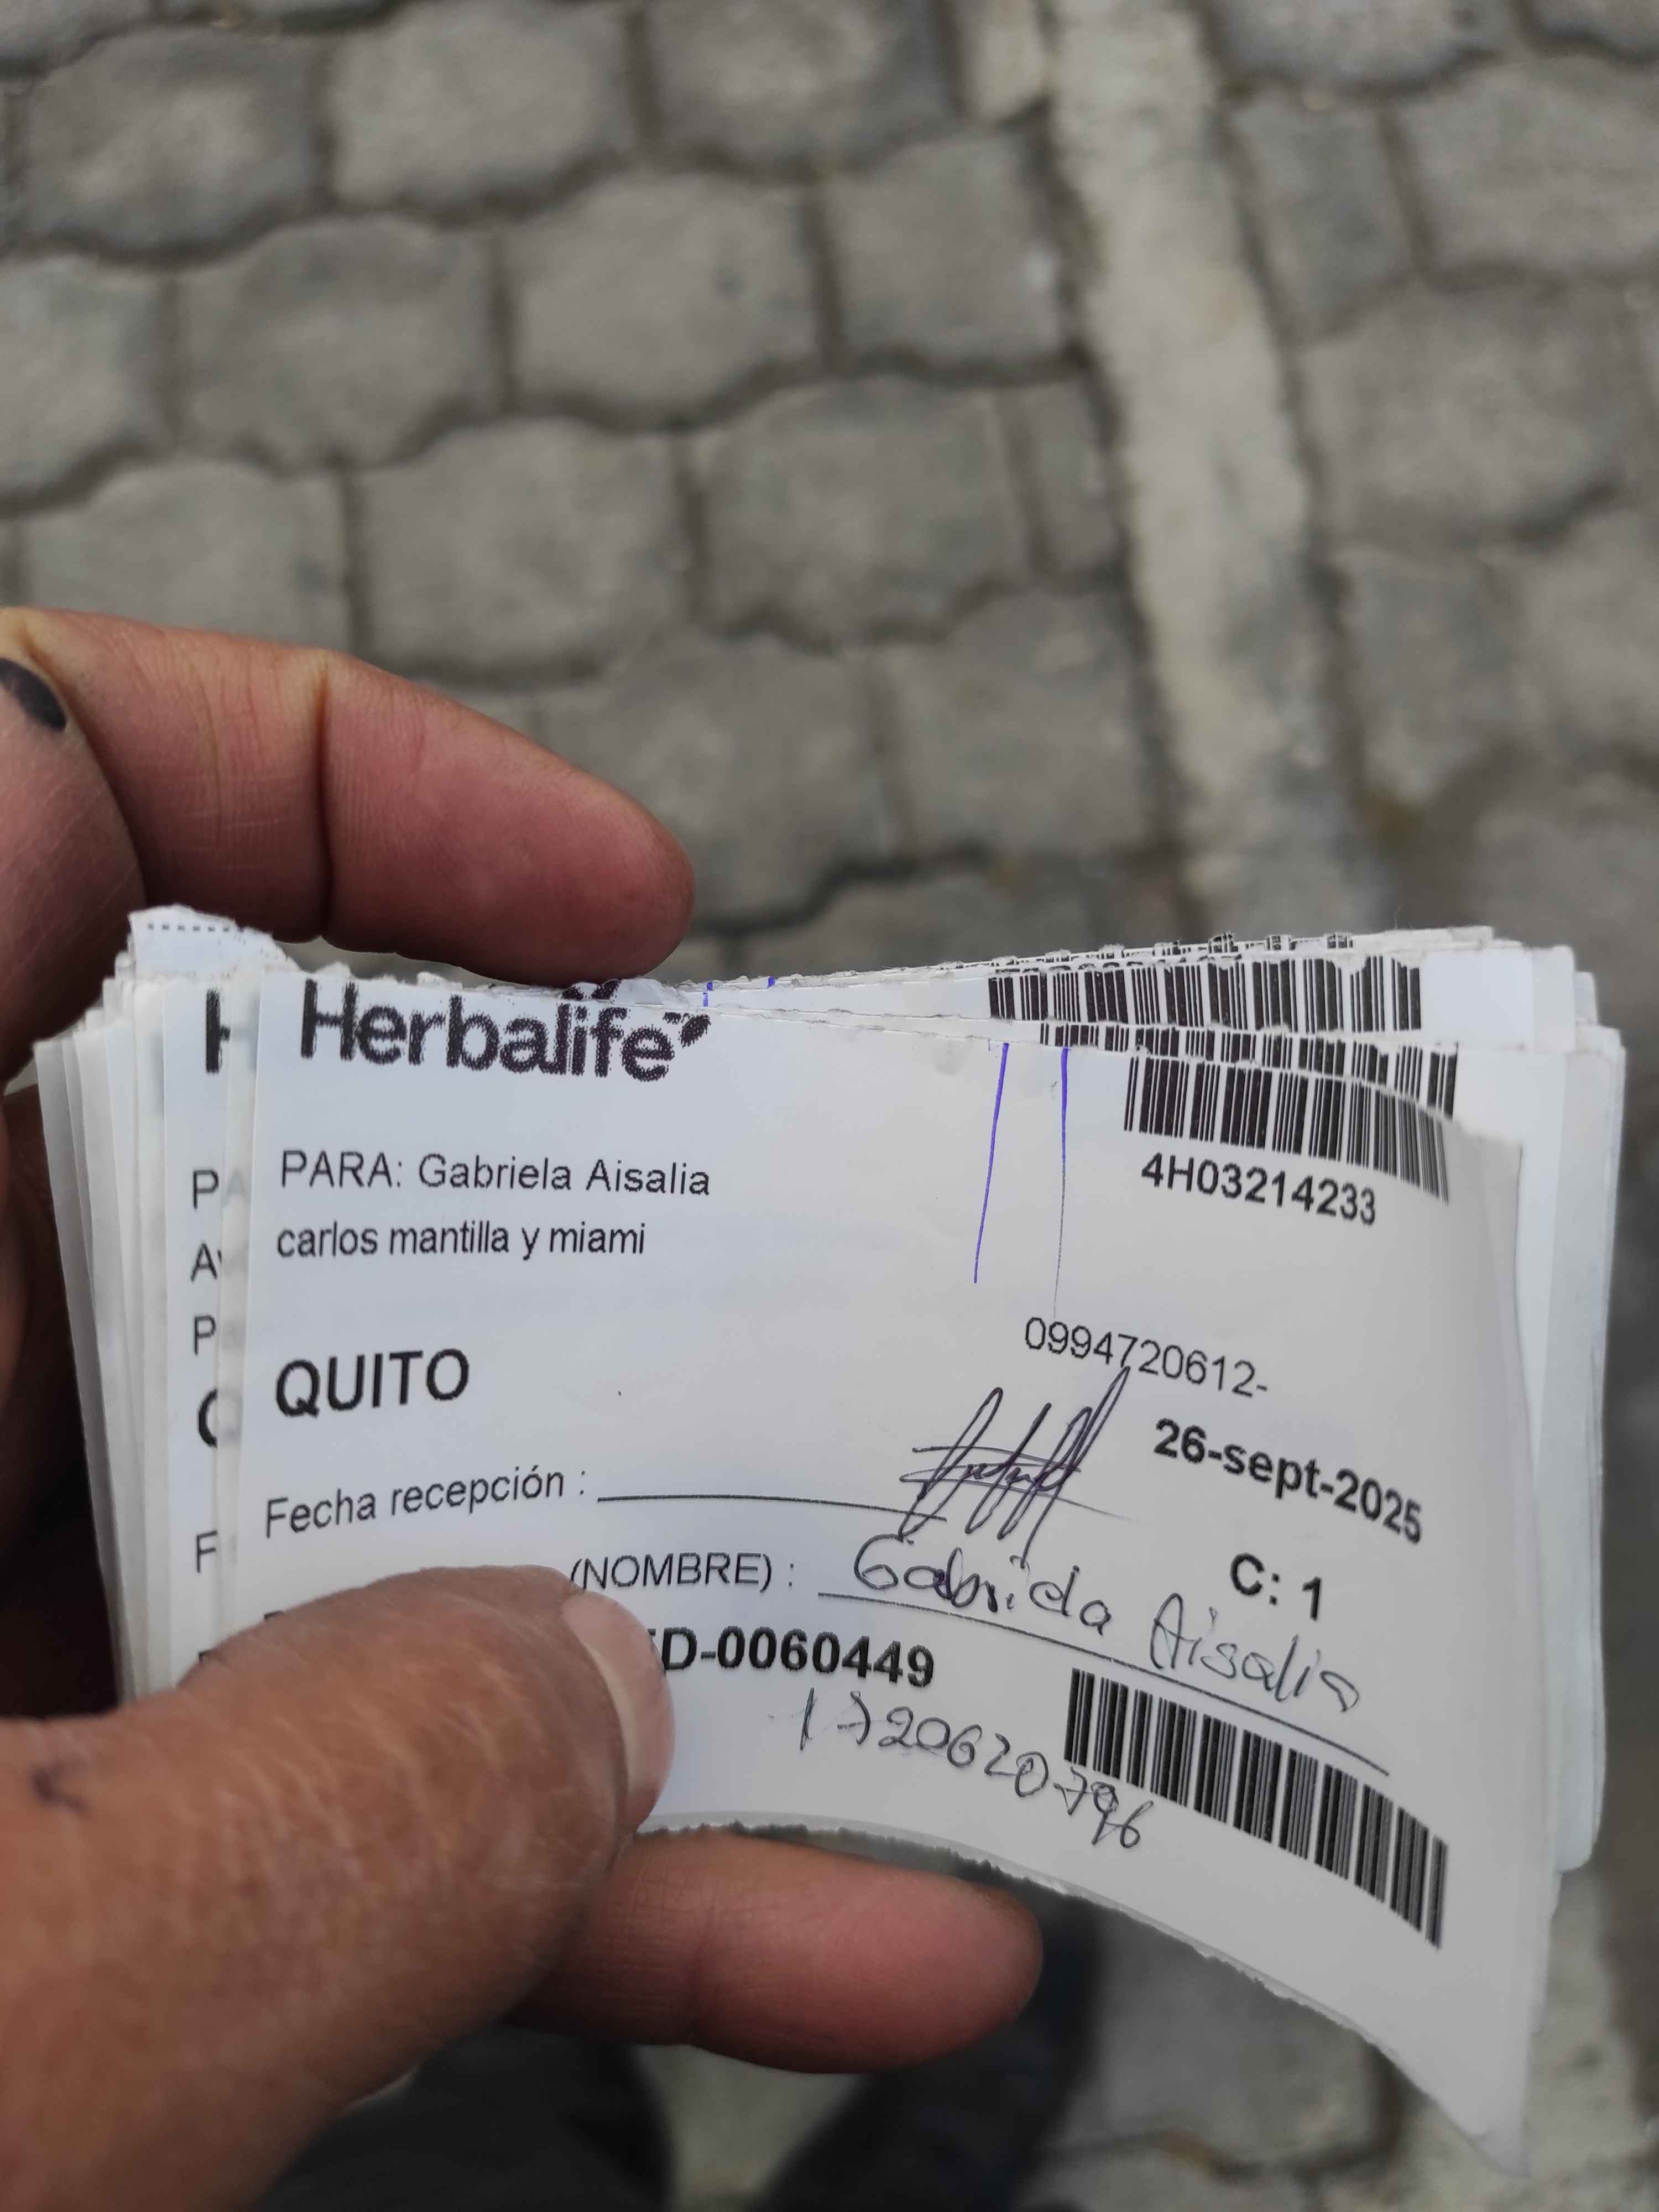 Herbalife
4H03214233
PARA: Gabriela Aisalia
carlos mantilla y miami
0994720612-
QUITO
26-sept-2025
Fecha recepción :
C: 1
(NOMBRE) : Gabriela Aisalia
D-0060449
1720620796